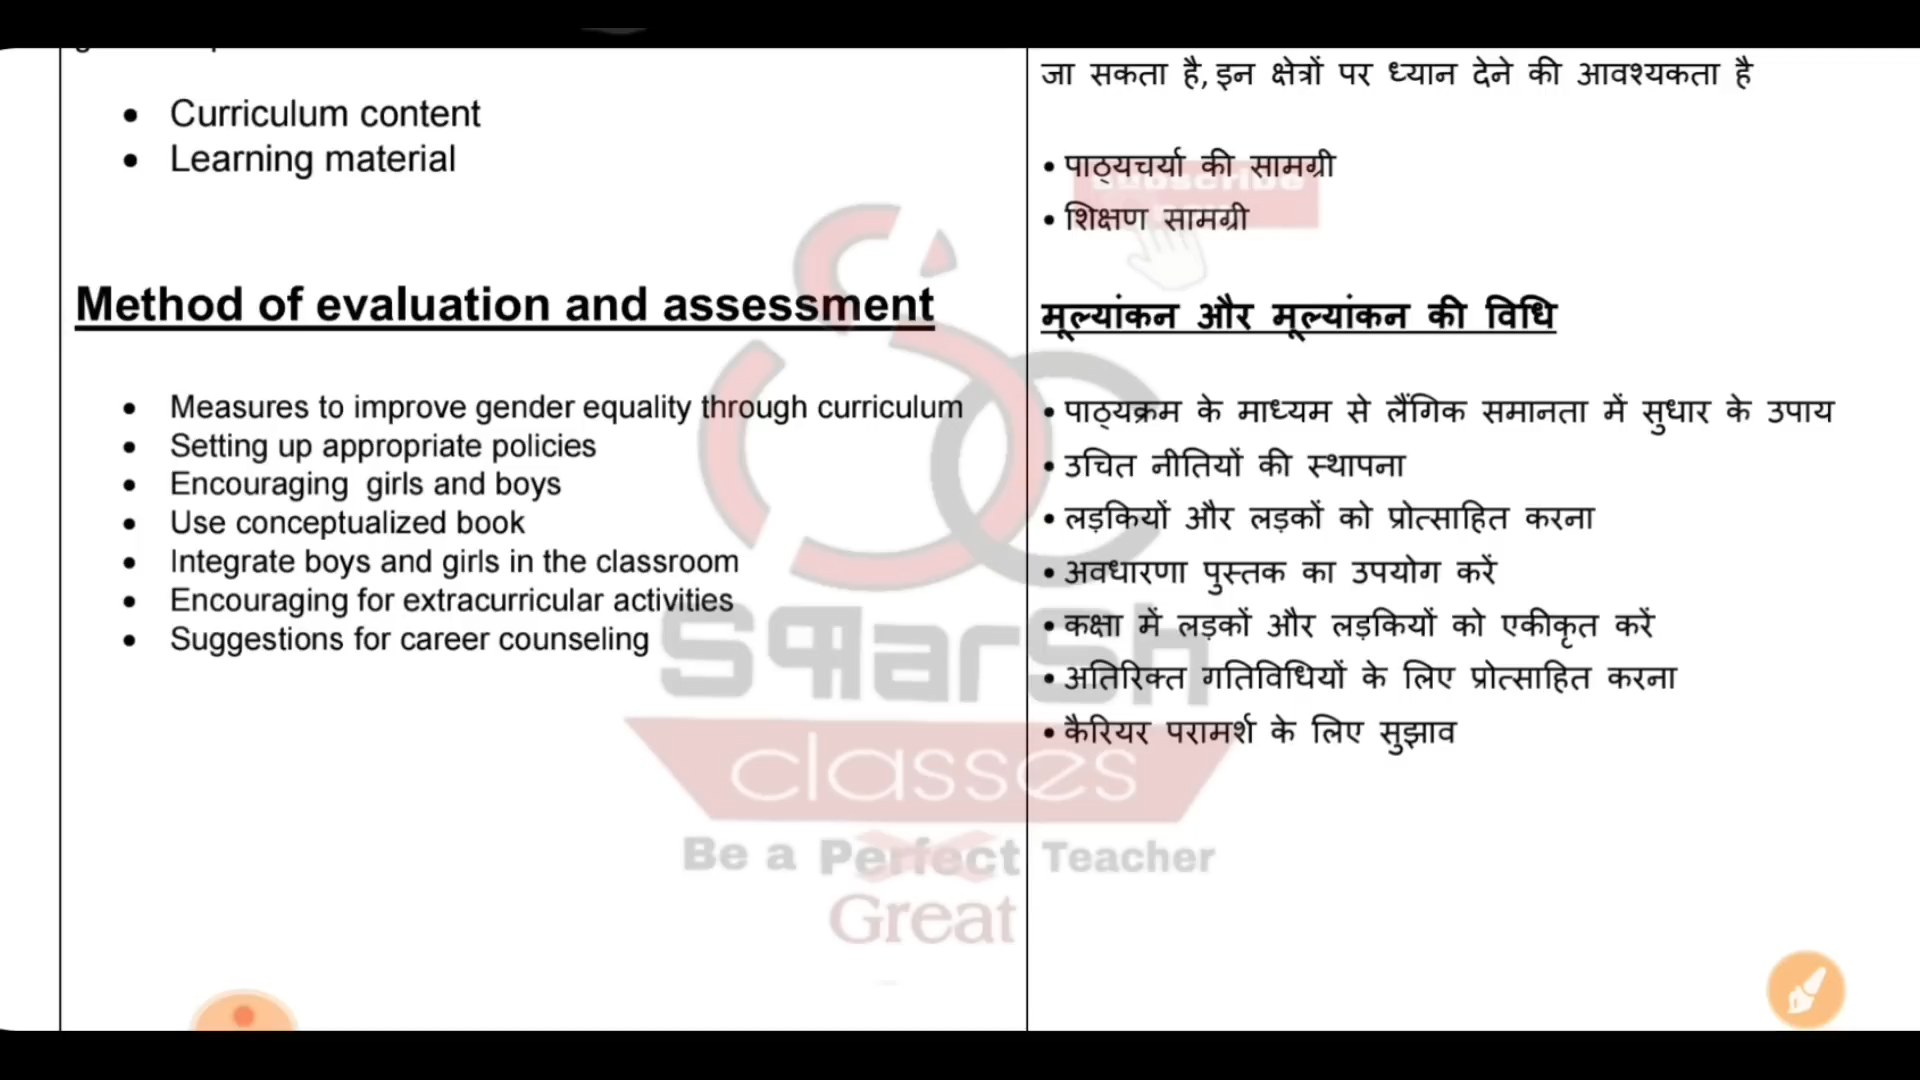 Curriculum content
Learning material
Method of evaluation and assessment
Measures to improve gender equality through curriculum
Setting up appropriate policies
Encouraging girls and boys
Use conceptualized book
Integrate boys and girls in the classroom
Encouraging for extracurricular activities
Suggestions for career counseling
जा सकता है, इन क्षेत्रों पर ध्यान देने की आवश्यकता है
• पाठ्यचर्या की सामग्री
• शिक्षण सामग्री
मूल्यांकन और मूल्यांकन की विधि
• पाठ्यक्रम के माध्यम से लैंगिक समानता में सुधार के उपाय
• उचित नीतियों की स्थापना
• लड़कियों और लड़कों को प्रोत्साहित करना
• अवधारणा पुस्तक का उपयोग करें
• कक्षा में लड़कों और लड़कियों को एकीकृत करें
• अतिरिक्त गतिविधियों के लिए प्रोत्साहित करना
• कैरियर परामर्श के लिए सुझाव
Subscribe
Sparsh
classes
Be a Perfect Teacher
Great